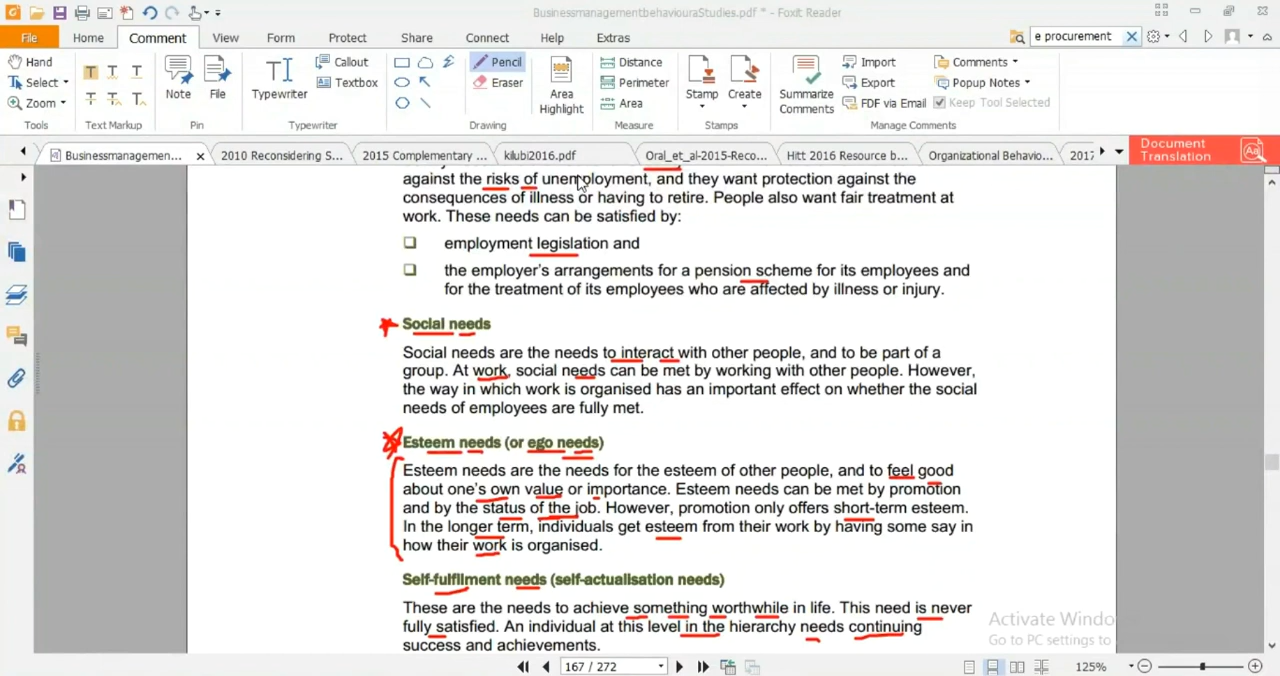 BusinessmanagementbehaviouraStudies.pdf * - Foxit Reader
File Home Comment View Form Protect Share Connect Help Extras e procurement
Hand
Select
Zoom
Tools
Text Markup
Note
File
Pin
Typewriter
Callout
Textbox
Typewriter
Pencil
Eraser
Drawing
Area
Highlight
Distance
Perimeter
Area
Measure
Stamp
Create
Stamps
Summarize
Comments
Import
Export
FDF via Email
Comments
Popup Notes
Keep Tool Selected
Manage Comments
Businessmanagemen... 2010 Reconsidering S... 2015 Complementary ... kilubi2016.pdf Oral_et_al-2015-Reco... Hitt 2016 Resource b... Organizational Behavio... 2017
Document
Translation
against the risks of unemployment, and they want protection against the
consequences of illness or having to retire. People also want fair treatment at
work. These needs can be satisfied by:
employment legislation and
the employer's arrangements for a pension scheme for its employees and
for the treatment of its employees who are affected by illness or injury.
Social needs
Social needs are the needs to interact with other people, and to be part of a
group. At work, social needs can be met by working with other people. However,
the way in which work is organised has an important effect on whether the social
needs of employees are fully met.
Esteem needs (or ego needs)
Esteem needs are the needs for the esteem of other people, and to feel good
about one's own value or importance. Esteem needs can be met by promotion
and by the status of the job. However, promotion only offers short-term esteem.
In the longer term, individuals get esteem from their work by having some say in
how their work is organised.
Self-fulfilment needs (self-actualisation needs)
These are the needs to achieve something worthwhile in life. This need is never
fully satisfied. An individual at this level in the hierarchy needs continuing
success and achievements.
Activate Windo
Go to PC settings to
167 / 272
125%